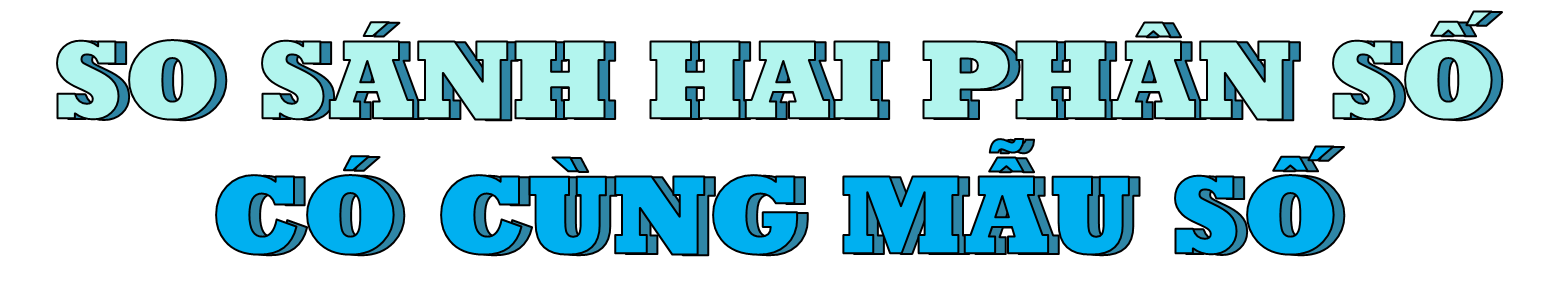 SO SÁNH HAI PHÂN SỐ
CÓ CÙNG MẪU SỐ